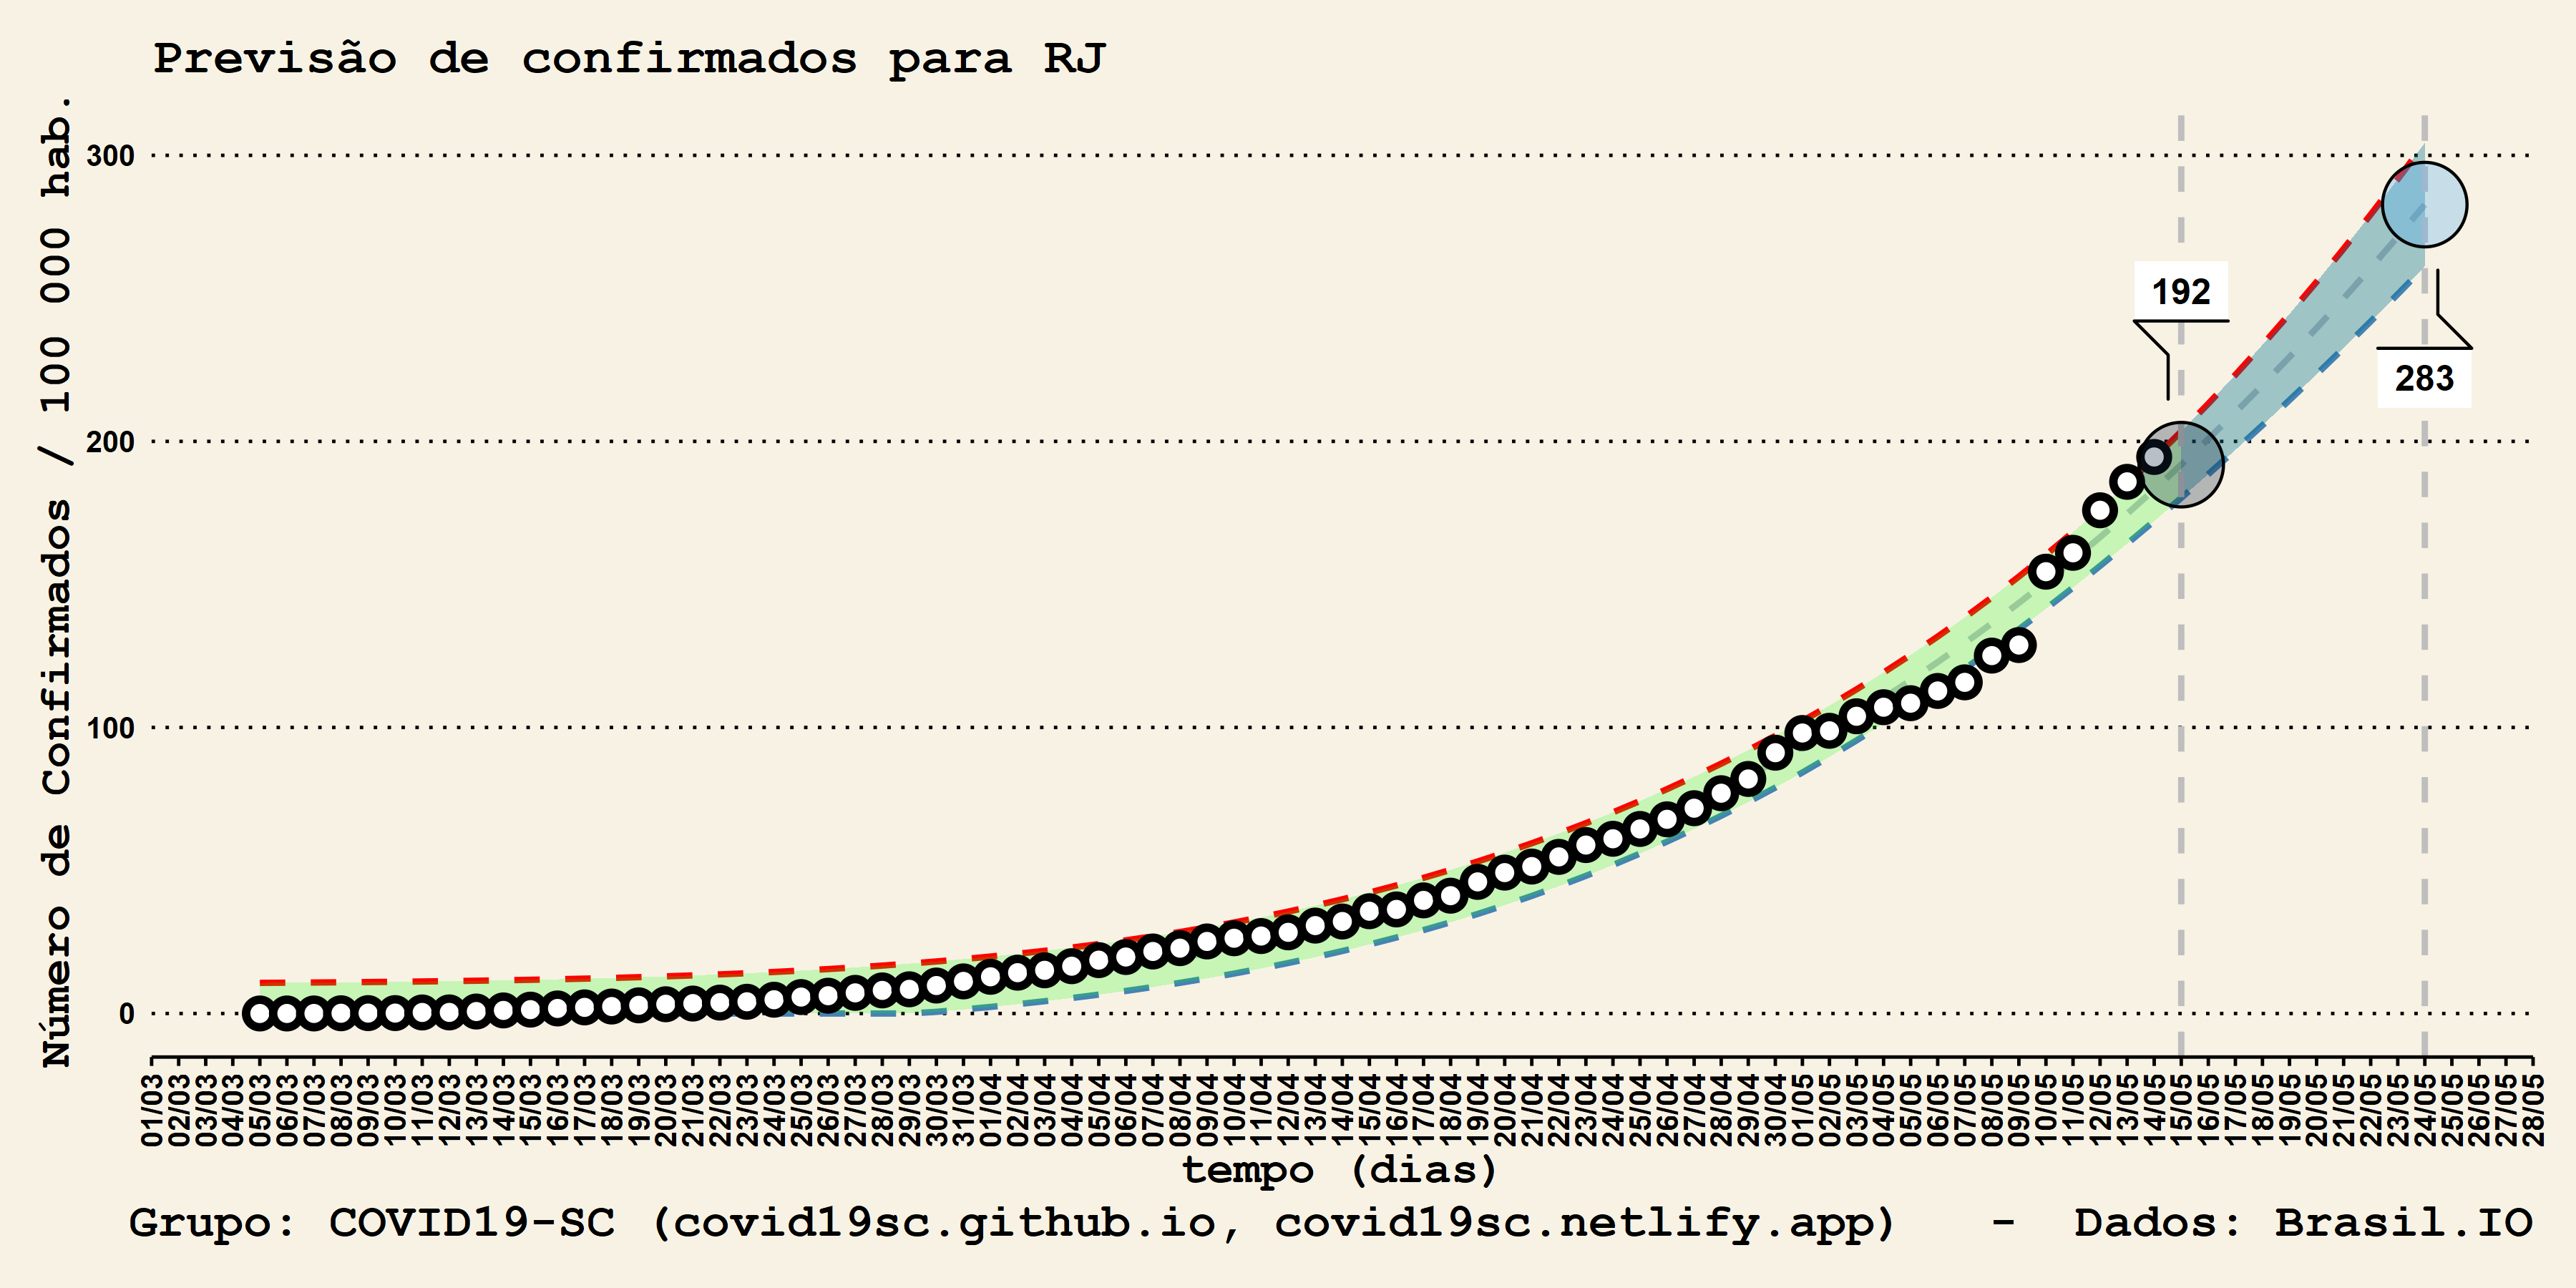 Previsão de confirmados para RJ
Número de Confirmados / 100 000 hab.
300
200
100
0
192
283
01/03 02/03 03/03 04/03 05/03 06/03 07/03 08/03 09/03 10/03 11/03 12/03 13/03 14/03 15/03 16/03 17/03 18/03 19/03 20/03 21/03 22/03 23/03 24/03 25/03 26/03 27/03 28/03 29/03 30/03 31/03 01/04 02/04 03/04 04/04 05/04 06/04 07/04 08/04 09/04 10/04 11/04 12/04 13/04 14/04 15/04 16/04 17/04 18/04 19/04 20/04 21/04 22/04 23/04 24/04 25/04 26/04 27/04 28/04 29/04 30/04 01/05 02/05 03/05 04/05 05/05 06/05 07/05 08/05 09/05 10/05 11/05 12/05 13/05 14/05 15/05 16/05 17/05 18/05 19/05 20/05 21/05 22/05 23/05 24/05 25/05 26/05 27/05 28/05
tempo (dias)
Grupo: COVID19-SC (covid19sc.github.io, covid19sc.netlify.app) - Dados: Brasil.IO